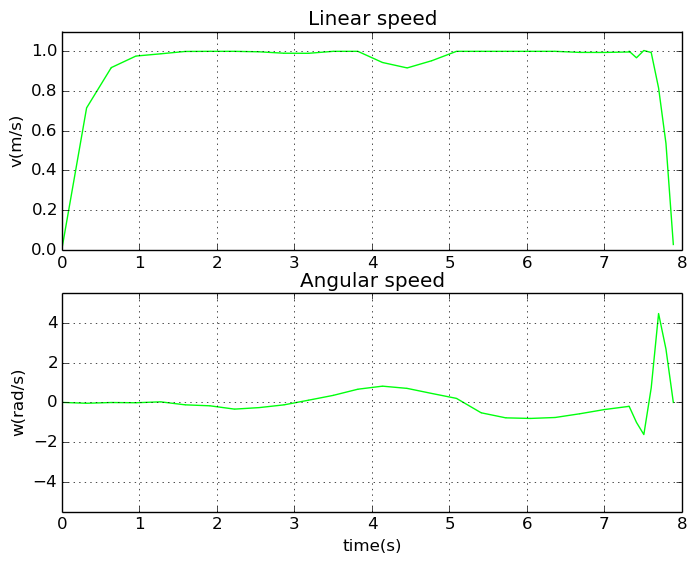 Linear speed
v(m/s)
1.0
0.8
0.6
0.4
0.2
0.0
0 1 2 3 4 5 6 7 8
Angular speed
w(rad/s)
4
2
0
−2
−4
0 1 2 3 4 5 6 7 8
time(s)